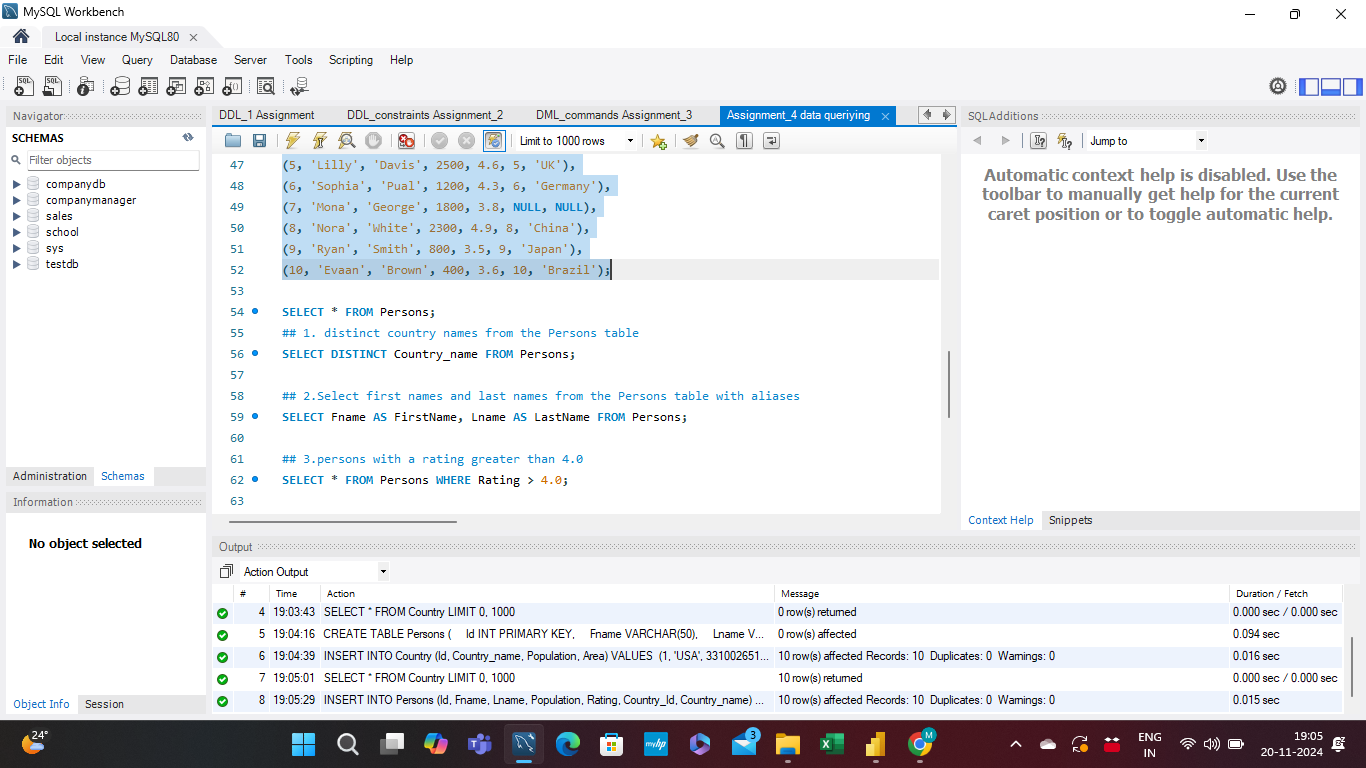 MySQL Workbench
Local instance MySQL80
File Edit View Query Database Server Tools Scripting Help
Navigator
SCHEMAS
Filter objects
companydb
companymanager
sales
school
sys
testdb
Administration Schemas
Information
No object selected
Object Info Session
DDL_1 Assignment DDL_constraints Assignment_2 DML_commands Assignment_3 Assignment_4 data queriying
Limit to 1000 rows
47 (5, 'Lilly', 'Davis', 2500, 4.6, 5, 'UK'),
48 (6, 'Sophia', 'Pual', 1200, 4.3, 6, 'Germany'),
49 (7, 'Mona', 'George', 1800, 3.8, NULL, NULL),
50 (8, 'Nora', 'White', 2300, 4.9, 8, 'China'),
51 (9, 'Ryan', 'Smith', 800, 3.5, 9, 'Japan'),
52 (10, 'Evaan', 'Brown', 400, 3.6, 10, 'Brazil');
53
54 SELECT * FROM Persons;
55 ## 1. distinct country names from the Persons table
56 SELECT DISTINCT Country_name FROM Persons;
57
58 ## 2.Select first names and last names from the Persons table with aliases
59 SELECT Fname AS FirstName, Lname AS LastName FROM Persons;
60
61 ## 3.persons with a rating greater than 4.0
62 SELECT * FROM Persons WHERE Rating > 4.0;
63
SQLAdditions
Jump to
Automatic context help is disabled. Use the
toolbar to manually get help for the current
caret position or to toggle automatic help.
Context Help Snippets
Output
Action Output
# Time Action Message Duration / Fetch
4 19:03:43 SELECT * FROM Country LIMIT 0, 1000 0 row(s) returned 0.000 sec / 0.000 sec
5 19:04:16 CREATE TABLE Persons ( Id INT PRIMARY KEY, Fname VARCHAR(50), Lname V... 0 row(s) affected 0.094 sec
6 19:04:39 INSERT INTO Country (Id, Country_name, Population, Area) VALUES (1, 'USA', 331002651... 10 row(s) affected Records: 10 Duplicates: 0 Warnings: 0 0.016 sec
7 19:05:01 SELECT * FROM Country LIMIT 0, 1000 10 row(s) returned 0.000 sec / 0.000 sec
8 19:05:29 INSERT INTO Persons (Id, Fname, Lname, Population, Rating, Country_Id, Country_name) ... 10 row(s) affected Records: 10 Duplicates: 0 Warnings: 0 0.015 sec
24°
myhp
3
M
ENG
IN
19:05
20-11-2024